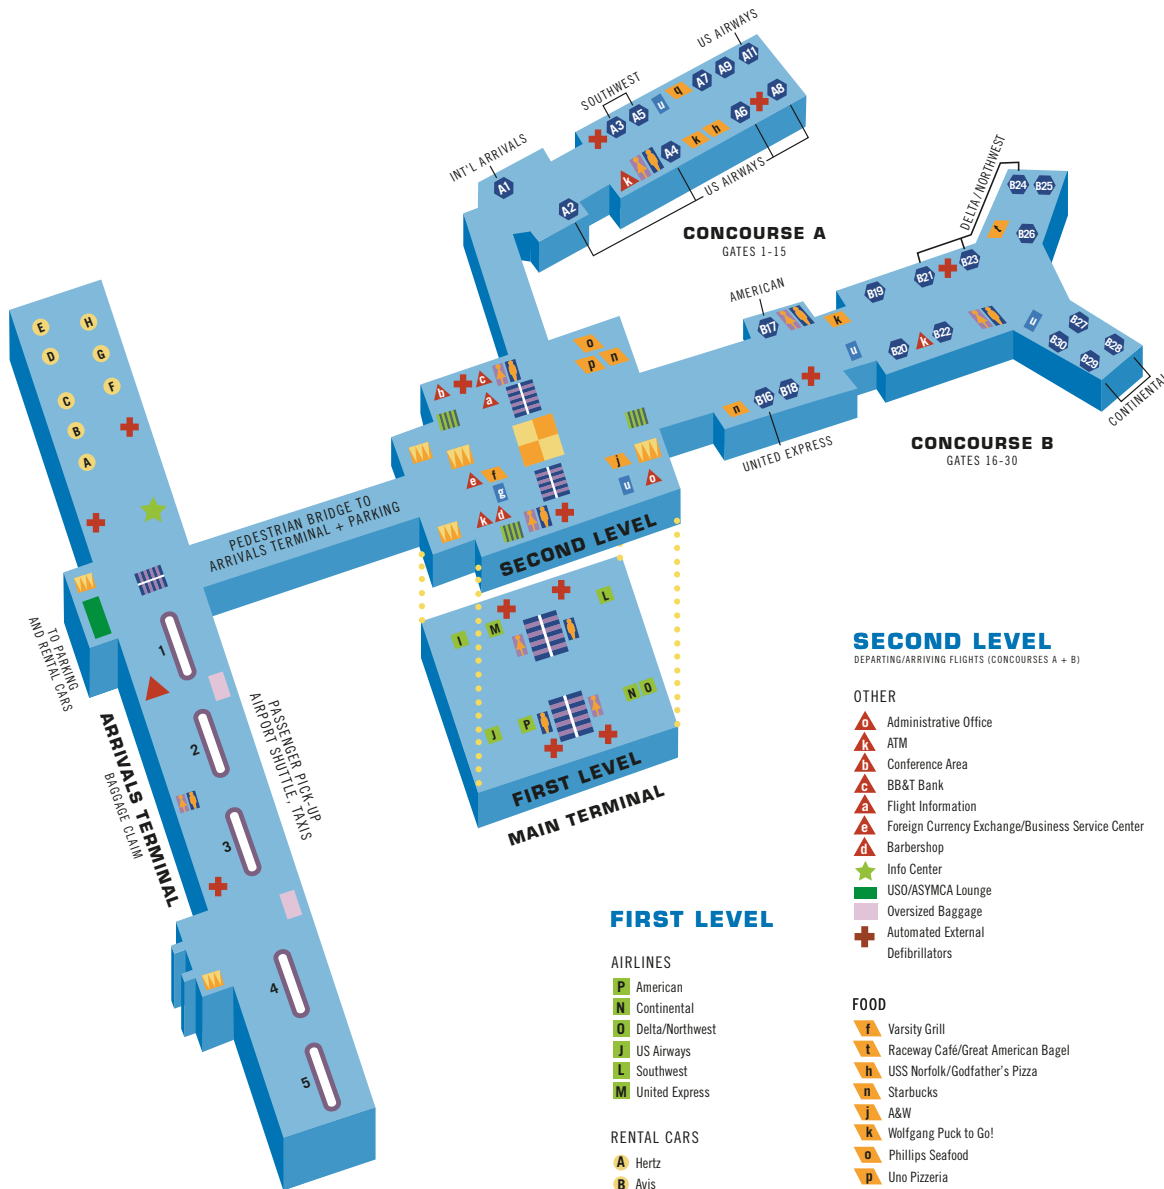 US AIRWAYS
A11
A9
A7
q
u
SOUTHWEST
A5
A3
A8
A6
h
k
A4
k
US AIRWAYS
INT'L ARRIVALS
A1
A2
CONCOURSE A
GATES 1-15
DELTA/NORTHWEST
B24
B25
t
B26
B23
B21
B19
AMERICAN
B17
k
u
B22
k
B20
u
B27
B30
B28
B29
CONTINENTAL
B18
B16
n
UNITED EXPRESS
CONCOURSE B
GATES 16-30
o
n
p
b
c
a
e
f
g
j
u
o
k
d
SECOND LEVEL
PEDESTRIAN BRIDGE TO
ARRIVALS TERMINAL + PARKING
E
H
D
G
F
C
B
A
TO PARKING
AND RENTAL CARS
1
2
3
4
5
ARRIVALS TERMINAL
BAGGAGE CLAIM
PASSENGER PICK-UP
AIRPORT SHUTTLE, TAXIS
L
M
I
N
O
P
J
FIRST LEVEL
MAIN TERMINAL
SECOND LEVEL
DEPARTING/ARRIVING FLIGHTS (CONCOURSES A + B)
OTHER
o Administrative Office
k ATM
b Conference Area
c BB&T Bank
a Flight Information
e Foreign Currency Exchange/Business Service Center
d Barbershop
Info Center
USO/ASYMCA Lounge
Oversized Baggage
Automated External
Defibrillators
FOOD
f Varsity Grill
t Raceway Café/Great American Bagel
h USS Norfolk/Godfather's Pizza
n Starbucks
j A&W
k Wolfgang Puck to Go!
o Phillips Seafood
p Uno Pizzeria
FIRST LEVEL
AIRLINES
P American
N Continental
O Delta/Northwest
J US Airways
L Southwest
M United Express
RENTAL CARS
A Hertz
B Avis